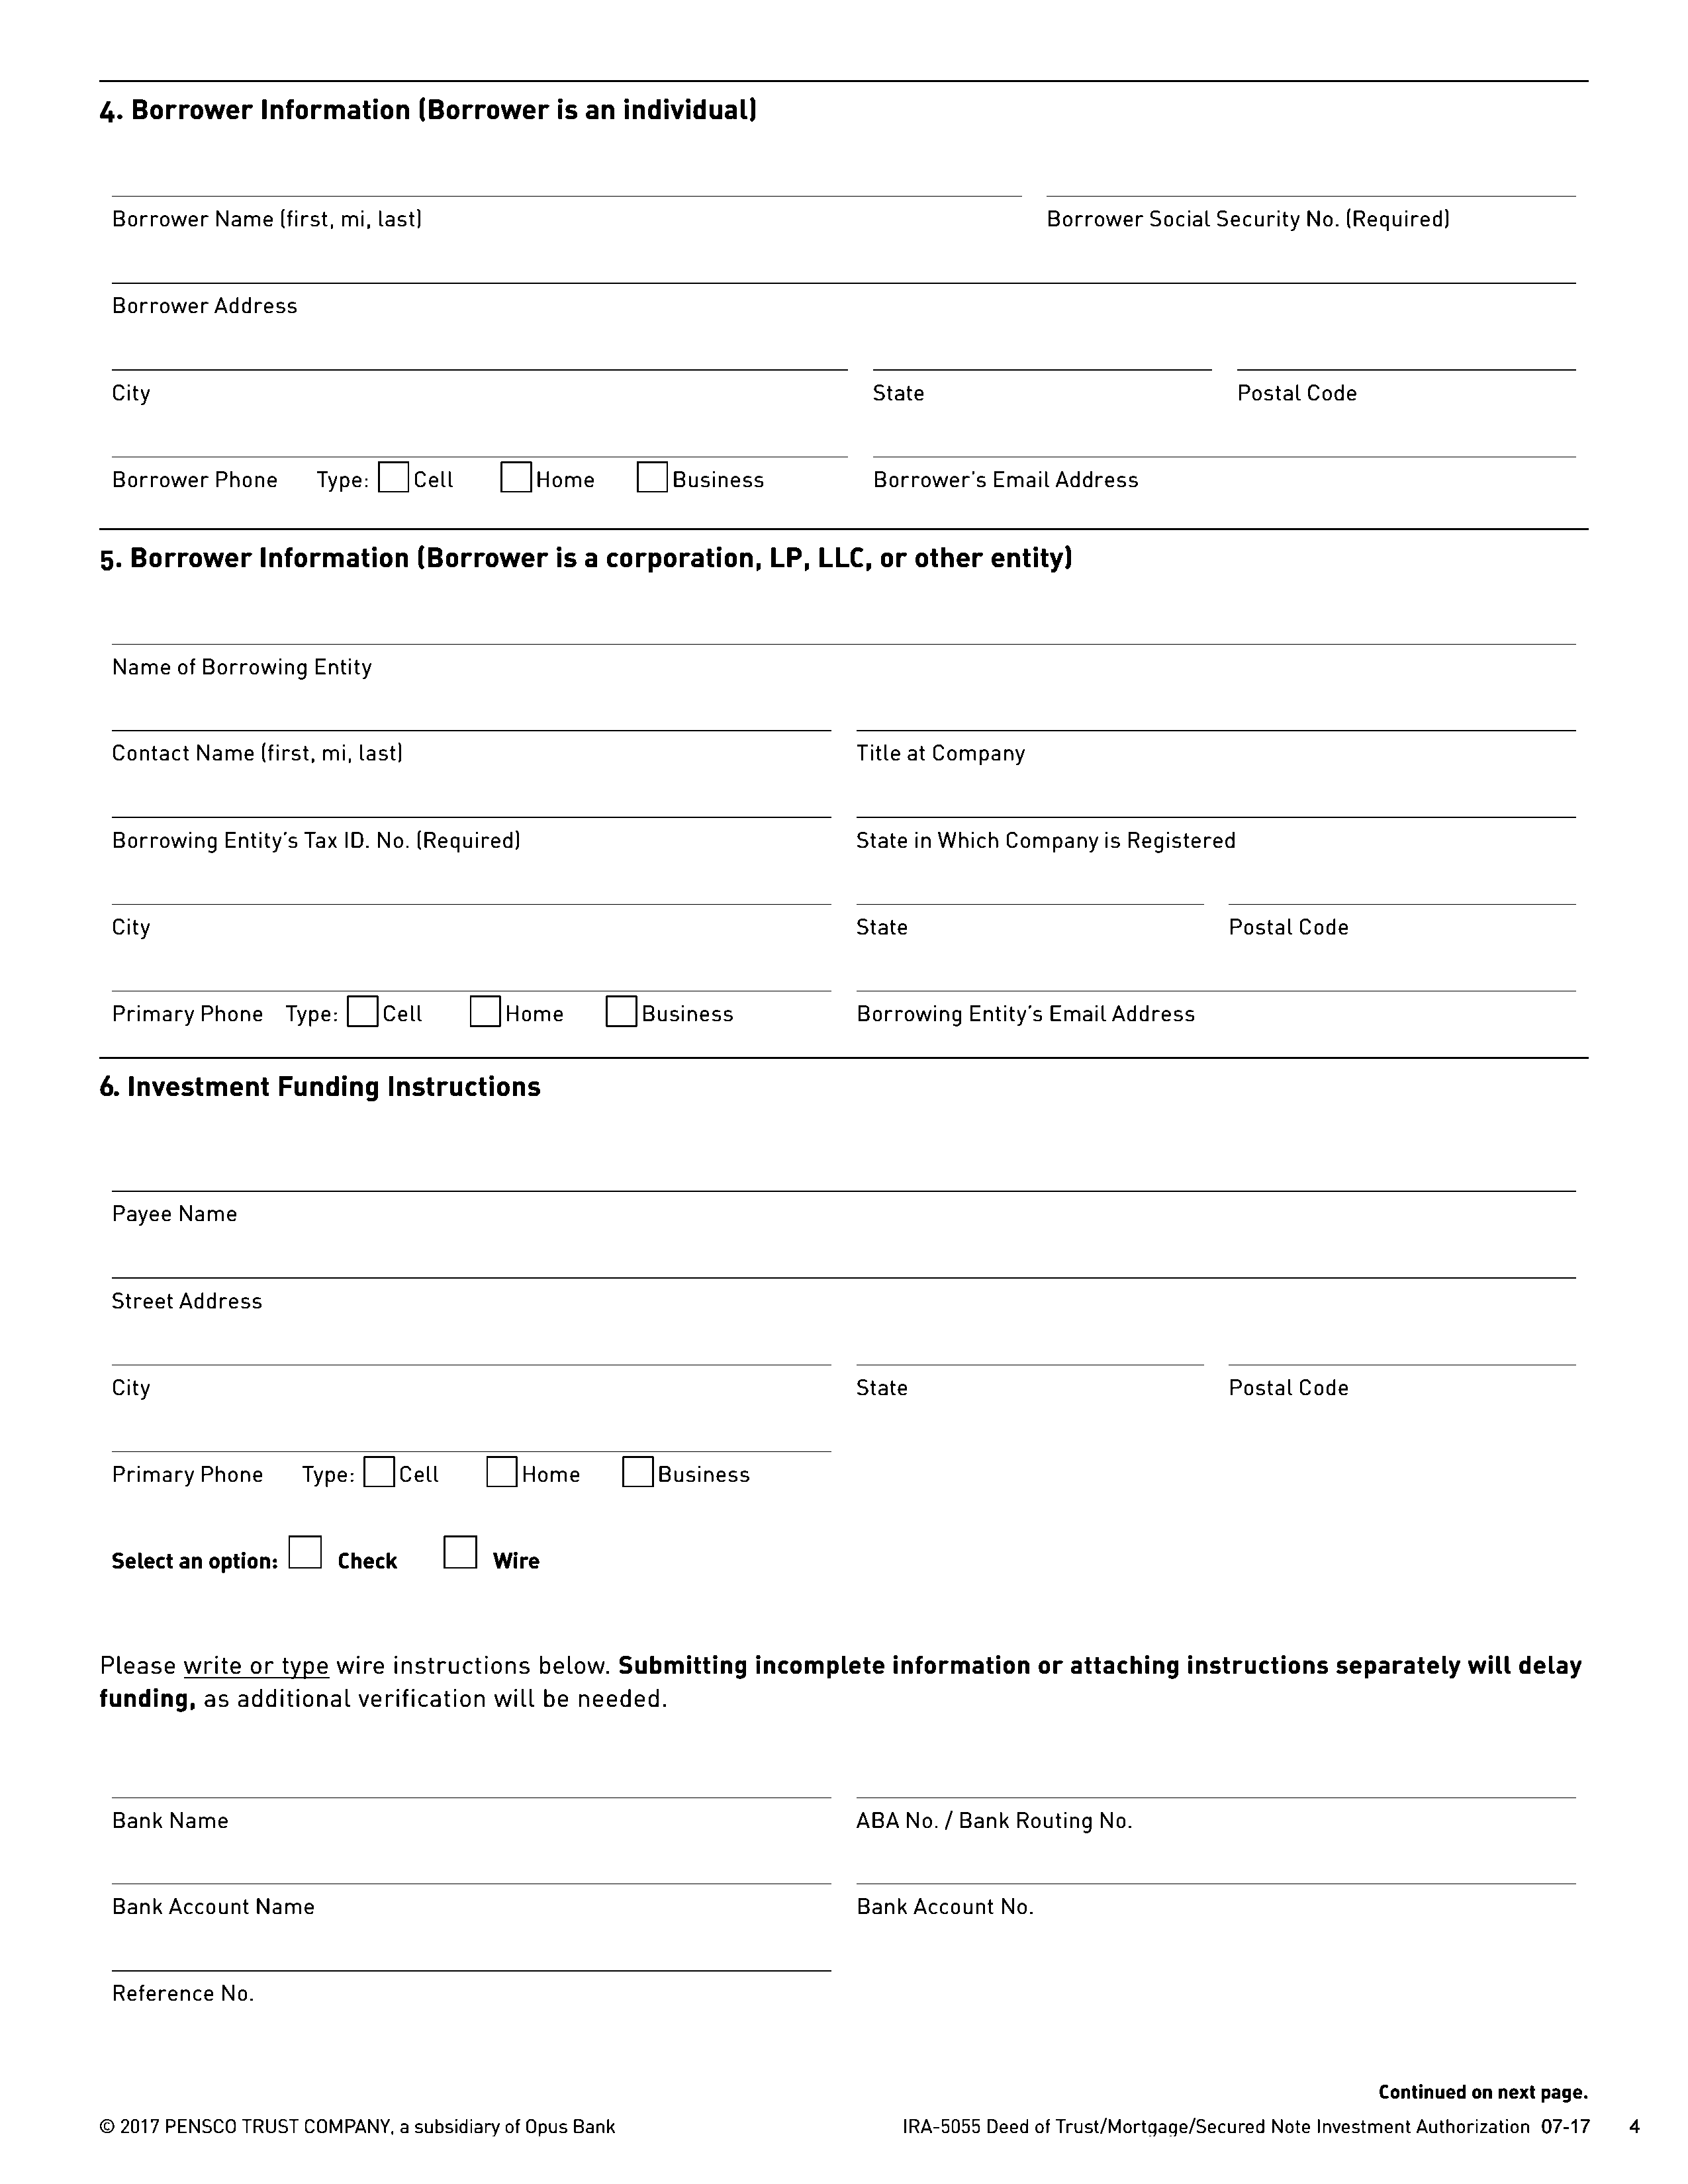 4. Borrower Information (Borrower is an individual)
Borrower Name (first, mi, last) Borrower Social Security No. (Required)
Borrower Address
City State Postal Code
Borrower Phone Type: Cell Home Business Borrower's Email Address
5. Borrower Information (Borrower is a corporation, LP, LLC, or other entity)
Name of Borrowing Entity
Contact Name (first, mi, last) Title at Company
Borrowing Entity's Tax ID. No. (Required) State in Which Company is Registered
City State Postal Code
Primary Phone Type: Cell Home Business Borrowing Entity's Email Address
6. Investment Funding Instructions
Payee Name
Street Address
City State Postal Code
Primary Phone Type: Cell Home Business
Select an option: Check Wire
Please write or type wire instructions below. Submitting incomplete information or attaching instructions separately will delay
funding, as additional verification will be needed.
Bank Name ABA No. / Bank Routing No.
Bank Account Name Bank Account No.
Reference No.
Continued on next page.
© 2017 PENSCO TRUST COMPANY, a subsidiary of Opus Bank IRA-5055 Deed of Trust/Mortgage/Secured Note Investment Authorization 07-17 4